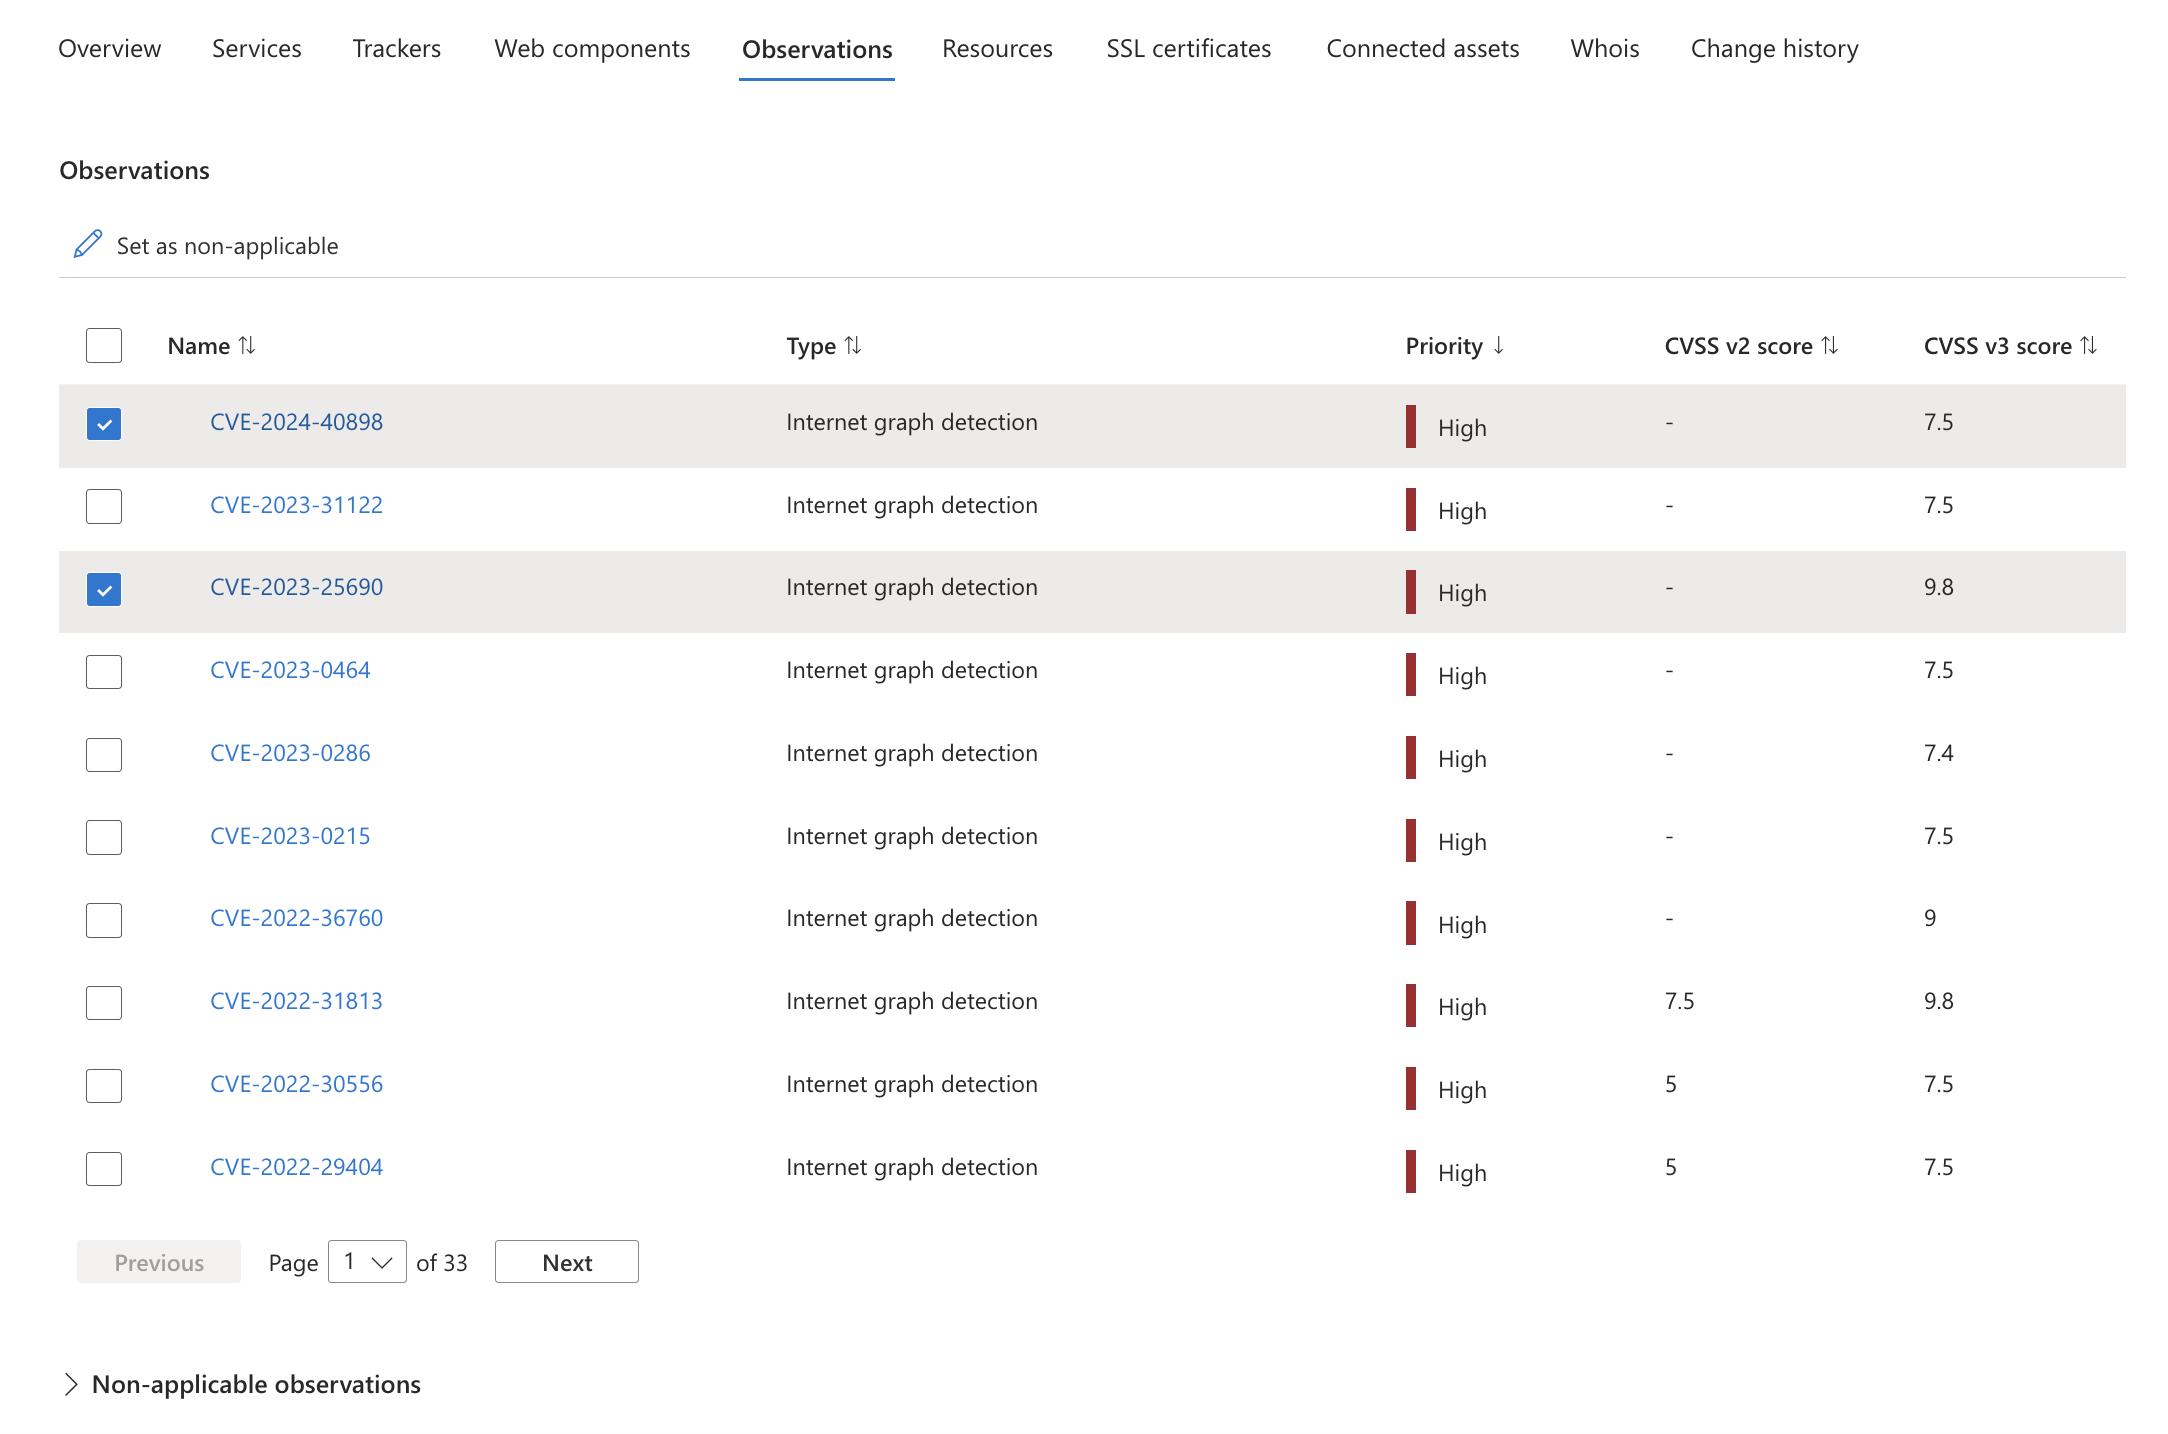 Overview Services Trackers Web components Observations Resources SSL certificates Connected assets Whois Change history
Observations
Set as non-applicable
Name Type Priority CVSS v2 score CVSS v3 score
CVE-2024-40898 Internet graph detection High - 7.5
CVE-2023-31122 Internet graph detection High - 7.5
CVE-2023-25690 Internet graph detection High - 9.8
CVE-2023-0464 Internet graph detection High - 7.5
CVE-2023-0286 Internet graph detection High - 7.4
CVE-2023-0215 Internet graph detection High - 7.5
CVE-2022-36760 Internet graph detection High - 9
CVE-2022-31813 Internet graph detection High 7.5 9.8
CVE-2022-30556 Internet graph detection High 5 7.5
CVE-2022-29404 Internet graph detection High 5 7.5
Previous Page 1 of 33 Next
Non-applicable observations